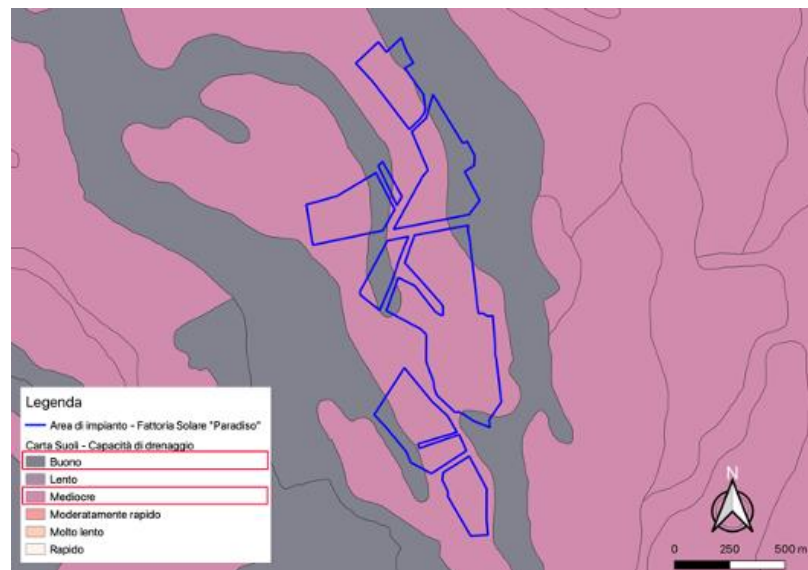 Legenda
Area di impianto - Fattoria Solare "Paradiso"
Carta Suoli - Capacità di drenaggio
Buono
Lento
Mediocre
Moderatamente rapido
Molto lento
Rapido
N
0 250 500 m